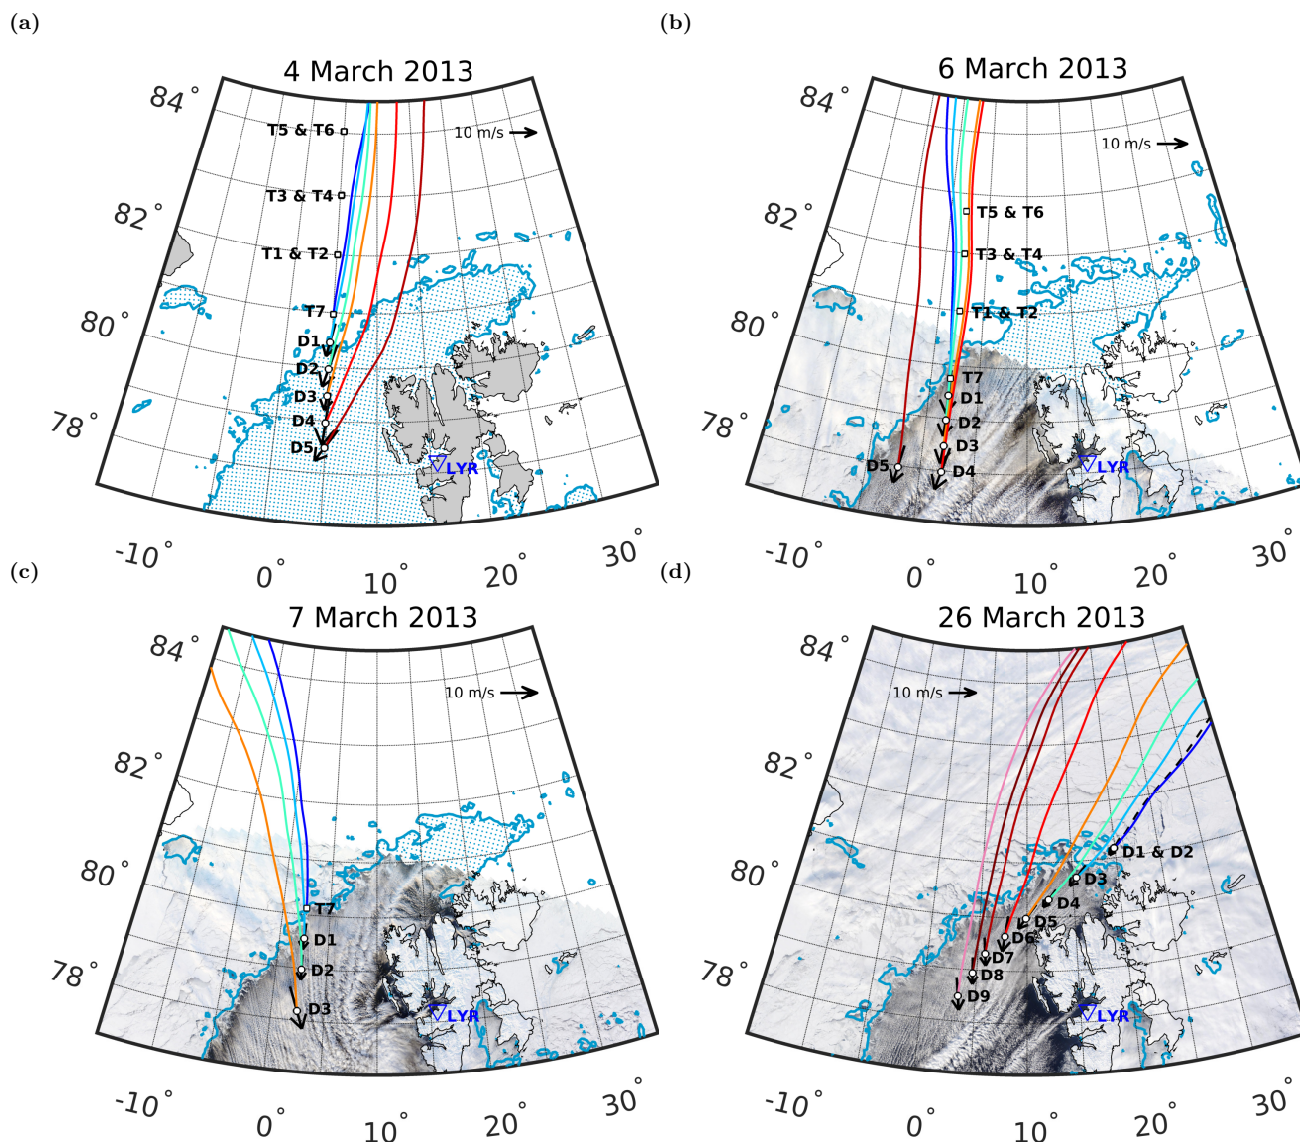 (a)
4 March 2013
84°
82°
80°
78°
-10°
0°
10°
20°
30°
10 m/s
T5 & T6
T3 & T4
T1 & T2
T7
D1
D2
D3
D4
D5
LYR
(b)
6 March 2013
84°
82°
80°
78°
-10°
0°
10°
20°
30°
10 m/s
T5 & T6
T3 & T4
T1 & T2
T7
D1
D2
D3
D4
D5
LYR
(c)
7 March 2013
84°
82°
80°
78°
-10°
0°
10°
20°
30°
10 m/s
T7
D1
D2
D3
LYR
(d)
26 March 2013
84°
82°
80°
78°
-10°
0°
10°
20°
30°
10 m/s
D1 & D2
D3
D4
D5
D6
D7
D8
D9
LYR